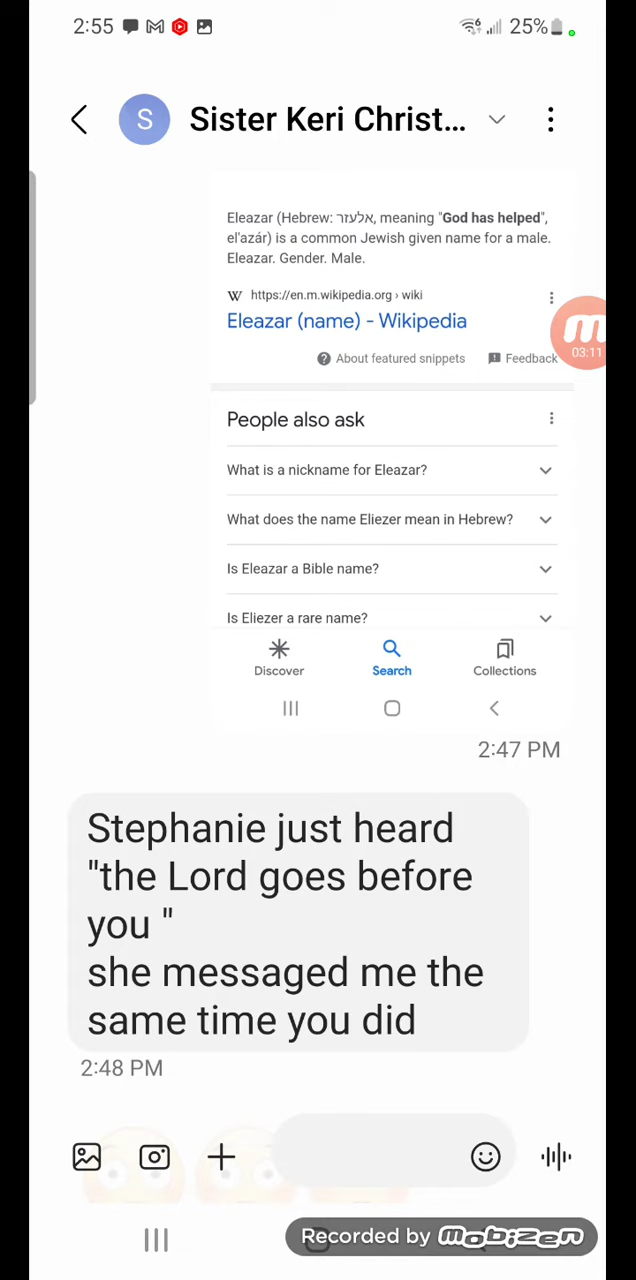 2:55
25%
S
Sister Keri Christ...
Eleazar (Hebrew: אלעזר, meaning "God has helped",
el'azár) is a common Jewish given name for a male.
Eleazar. Gender. Male.
W https://en.m.wikipedia.org › wiki
Eleazar (name) - Wikipedia
03:11
About featured snippets
Feedback
People also ask
What is a nickname for Eleazar?
What does the name Eliezer mean in Hebrew?
Is Eleazar a Bible name?
Is Eliezer a rare name?
Discover
Search
Collections
2:47 PM
Stephanie just heard
"the Lord goes before
you "
she messaged me the
same time you did
2:48 PM
Recorded by mobizen